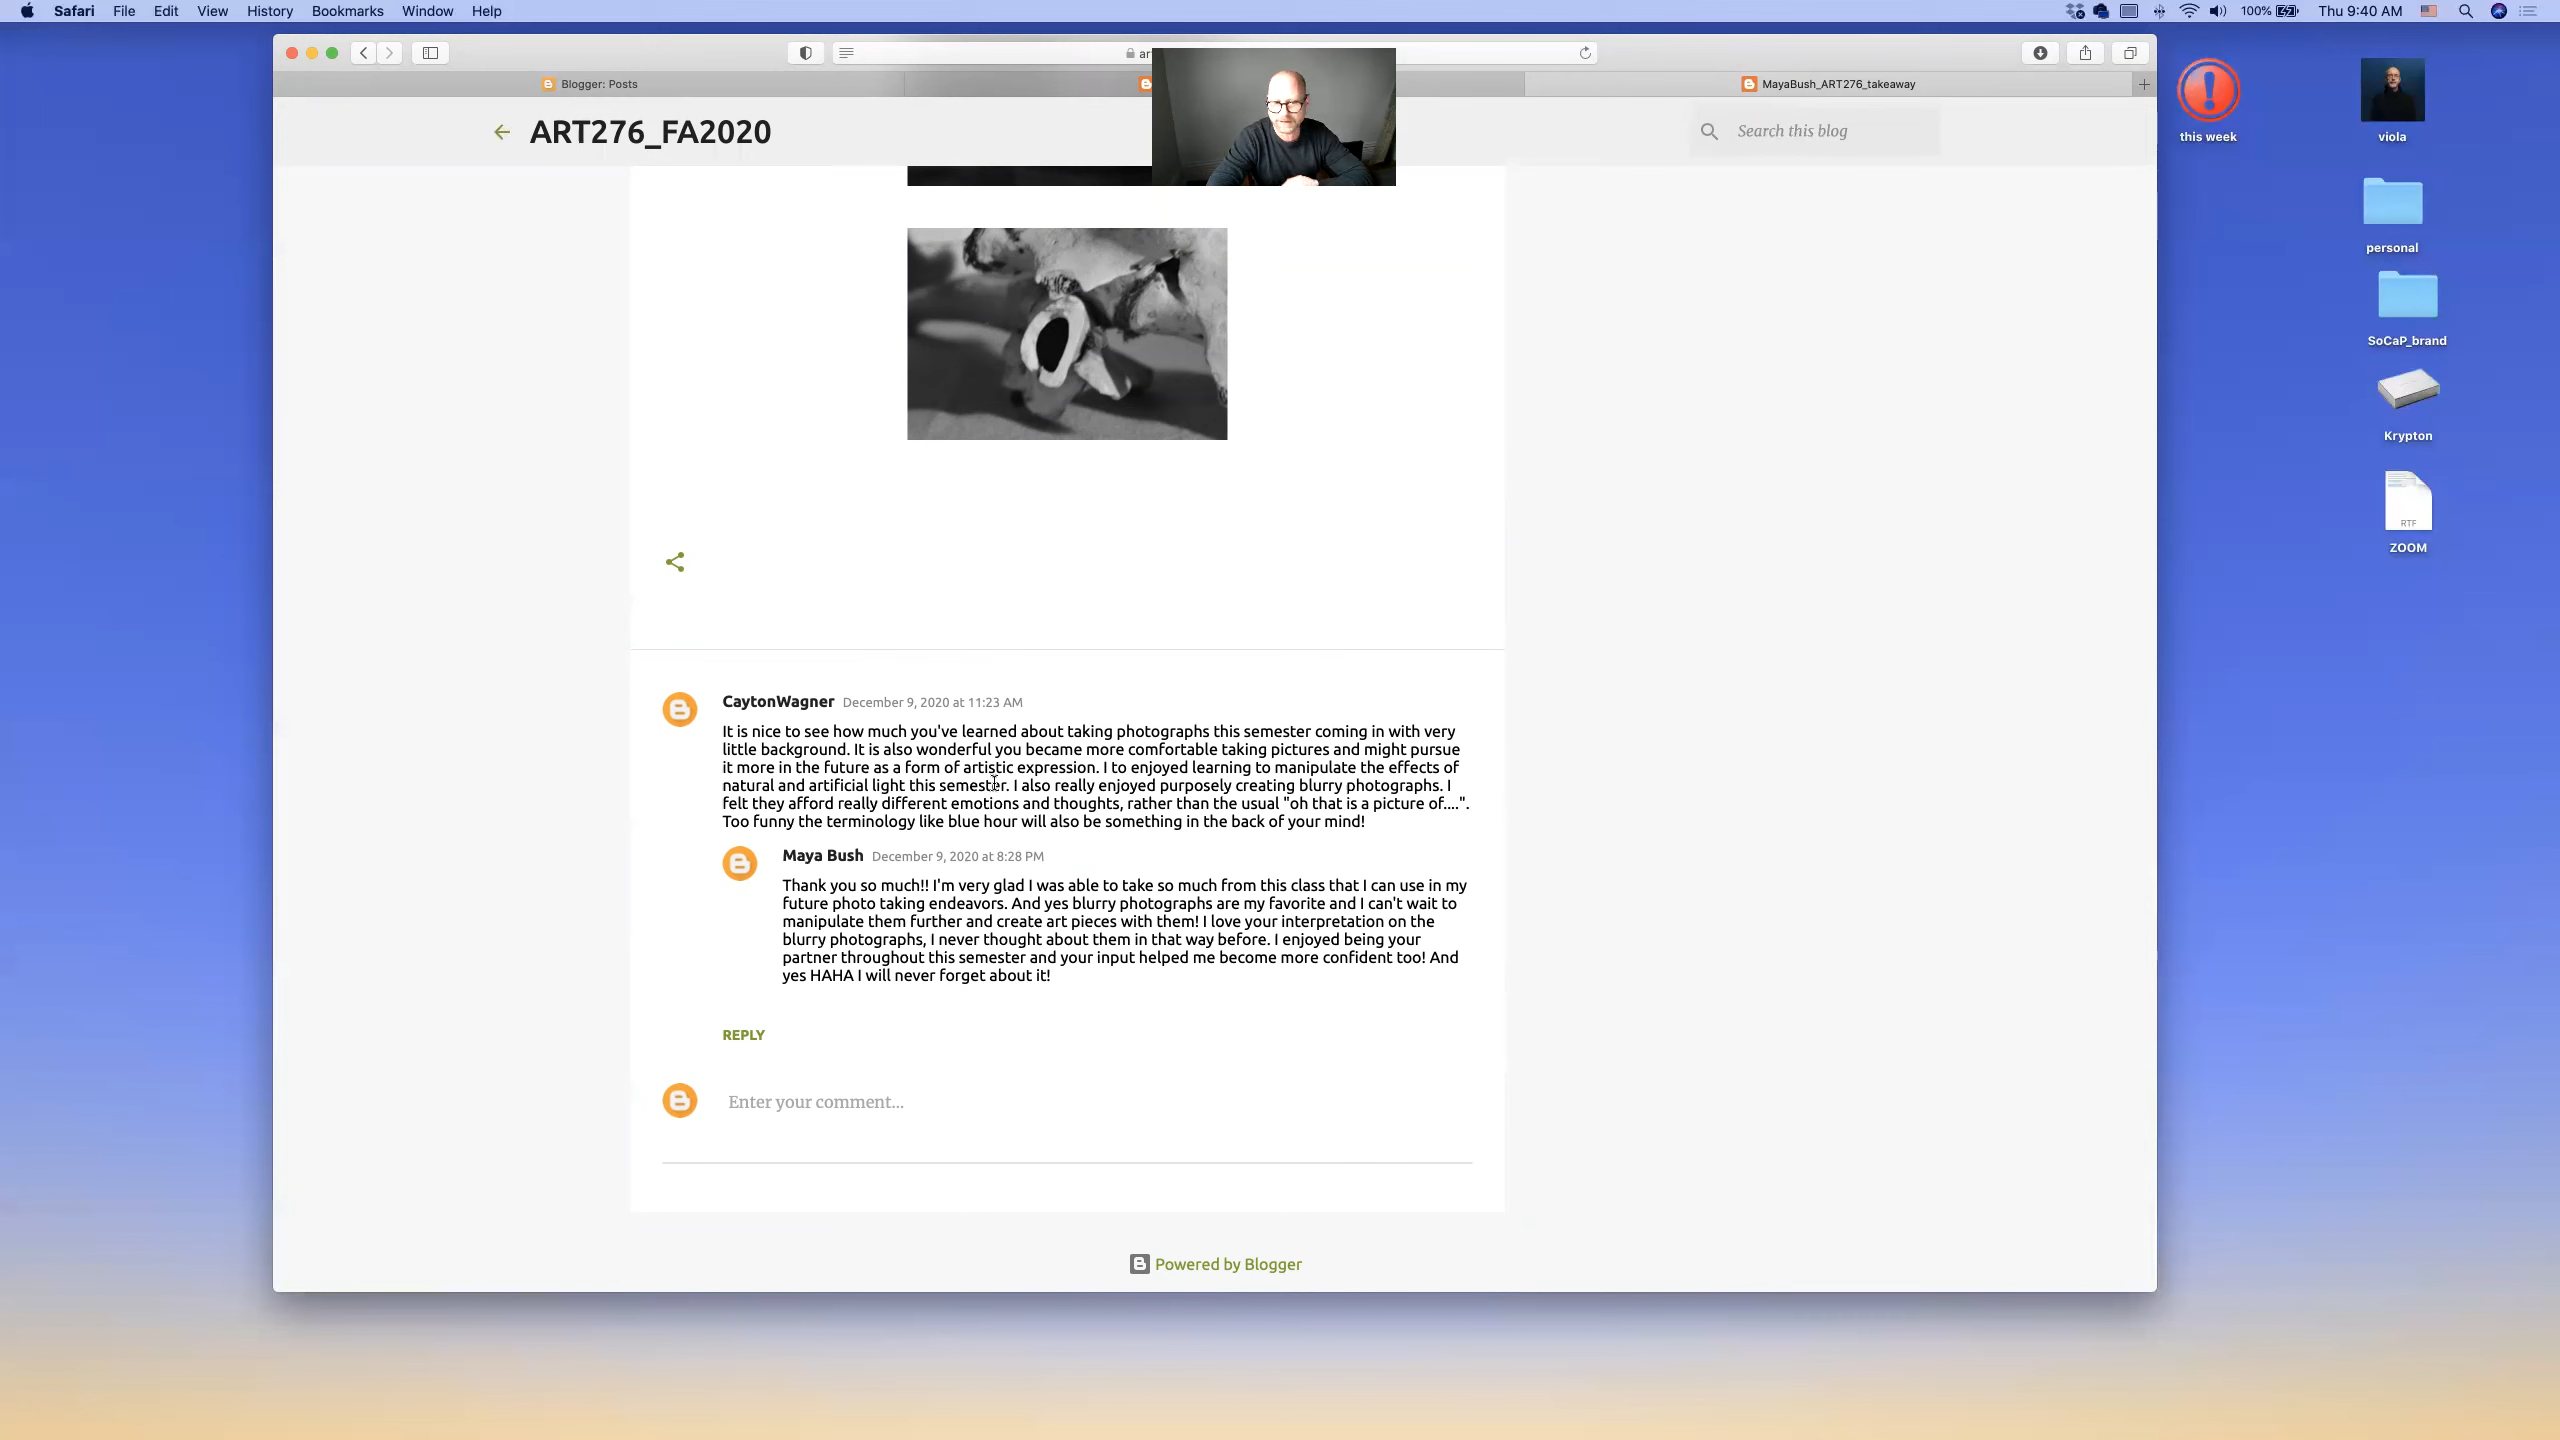 Safari File Edit View History Bookmarks Window Help
100% Thu 9:40 AM
ar
Blogger: Posts
MayaBush_ART276_takeaway
ART276_FA2020
Search this blog
this week
viola
personal
SoCaP_brand
Krypton
RTF
ZOOM
CaytonWagner December 9, 2020 at 11:23 AM
It is nice to see how much you've learned about taking photographs this semester coming in with very
little background. It is also wonderful you became more comfortable taking pictures and might pursue
it more in the future as a form of artistic expression. I to enjoyed learning to manipulate the effects of
natural and artificial light this semester. I also really enjoyed purposely creating blurry photographs. I
felt they afford really different emotions and thoughts, rather than the usual "oh that is a picture of....".
Too funny the terminology like blue hour will also be something in the back of your mind!
Maya Bush December 9, 2020 at 8:28 PM
Thank you so much!! I'm very glad I was able to take so much from this class that I can use in my
future photo taking endeavors. And yes blurry photographs are my favorite and I can't wait to
manipulate them further and create art pieces with them! I love your interpretation on the
blurry photographs, I never thought about them in that way before. I enjoyed being your
partner throughout this semester and your input helped me become more confident too! And
yes HAHA I will never forget about it!
REPLY
Enter your comment...
Powered by Blogger